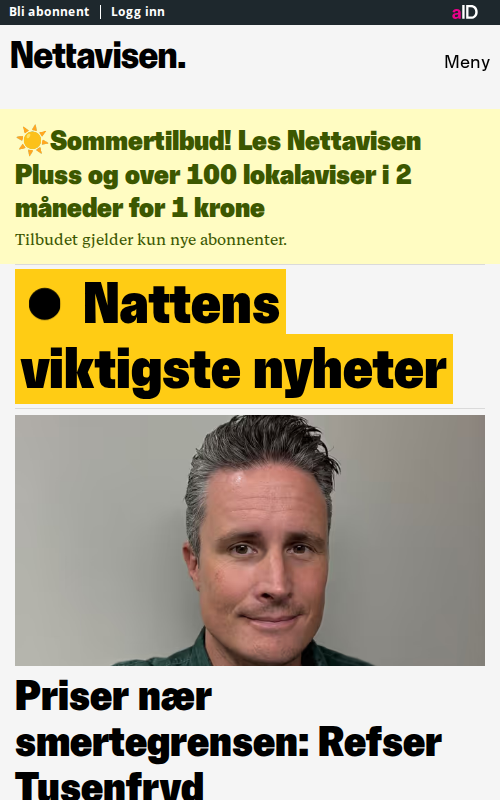 Bli abonnent | Logg inn
aID
Nettavisen.
Meny
☀️Sommertilbud! Les Nettavisen
Pluss og over 100 lokalaviser i 2
måneder for 1 krone
Tilbudet gjelder kun nye abonnenter.
● Nattens
viktigste nyheter
Priser nær
smertegrensen: Refser
Tusenfryd